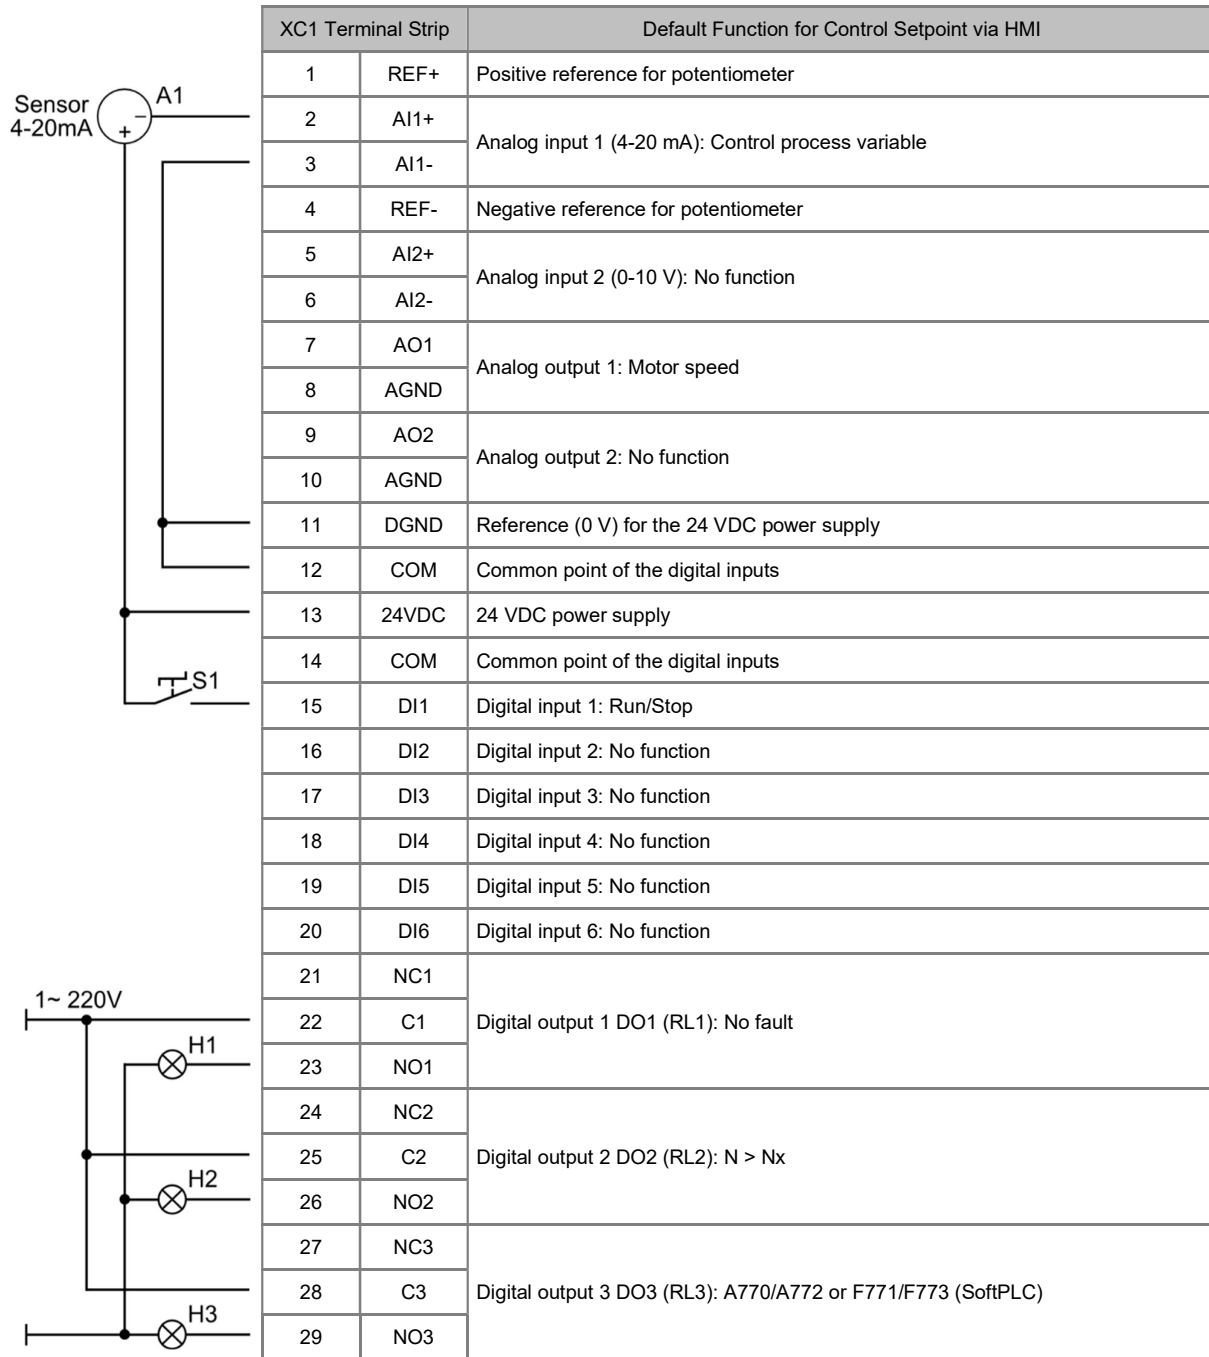 XC1 Terminal Strip Default Function for Control Setpoint via HMI
1 REF+ Positive reference for potentiometer
Sensor
4-20mA
A1
−
+
2 AI1+
Analog input 1 (4-20 mA): Control process variable
3 AI1-
4 REF- Negative reference for potentiometer
5 AI2+
Analog input 2 (0-10 V): No function
6 AI2-
7 AO1
Analog output 1: Motor speed
8 AGND
9 AO2
Analog output 2: No function
10 AGND
11 DGND Reference (0 V) for the 24 VDC power supply
12 COM Common point of the digital inputs
13 24VDC 24 VDC power supply
14 COM Common point of the digital inputs
S1
15 DI1 Digital input 1: Run/Stop
16 DI2 Digital input 2: No function
17 DI3 Digital input 3: No function
18 DI4 Digital input 4: No function
19 DI5 Digital input 5: No function
20 DI6 Digital input 6: No function
21 NC1
1~ 220V
22 C1 Digital output 1 DO1 (RL1): No fault
H1
23 NO1
24 NC2
25 C2 Digital output 2 DO2 (RL2): N > Nx
H2
26 NO2
27 NC3
28 C3 Digital output 3 DO3 (RL3): A770/A772 or F771/F773 (SoftPLC)
H3
29 NO3